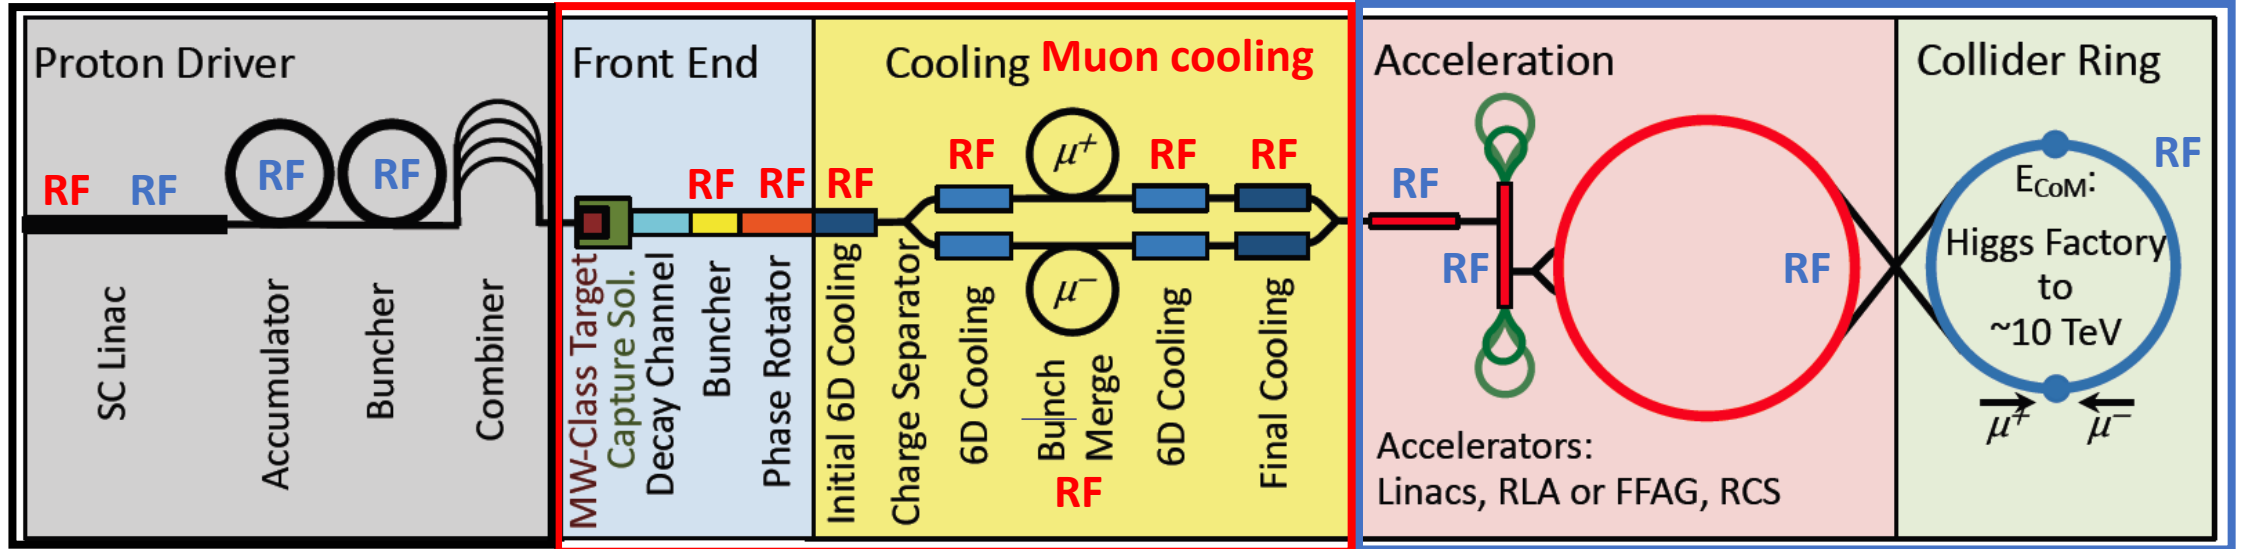 Proton Driver
RF RF RF RF
SC Linac
Accumulator
Buncher
Combiner
Front End
RF RF
MW-Class Target
Capture Sol.
Decay Channel
Buncher
Phase Rotator
Cooling Muon cooling
RF RF RF RF
μ+
μ−
Initial 6D Cooling
Charge Separator
6D Cooling
Bunch
Merge
RF
6D Cooling
Final Cooling
Acceleration
RF
RF
RF
Accelerators:
Linacs, RLA or FFAG, RCS
Collider Ring
RF
ECoM:
Higgs Factory
to
~10 TeV
μ+ μ−